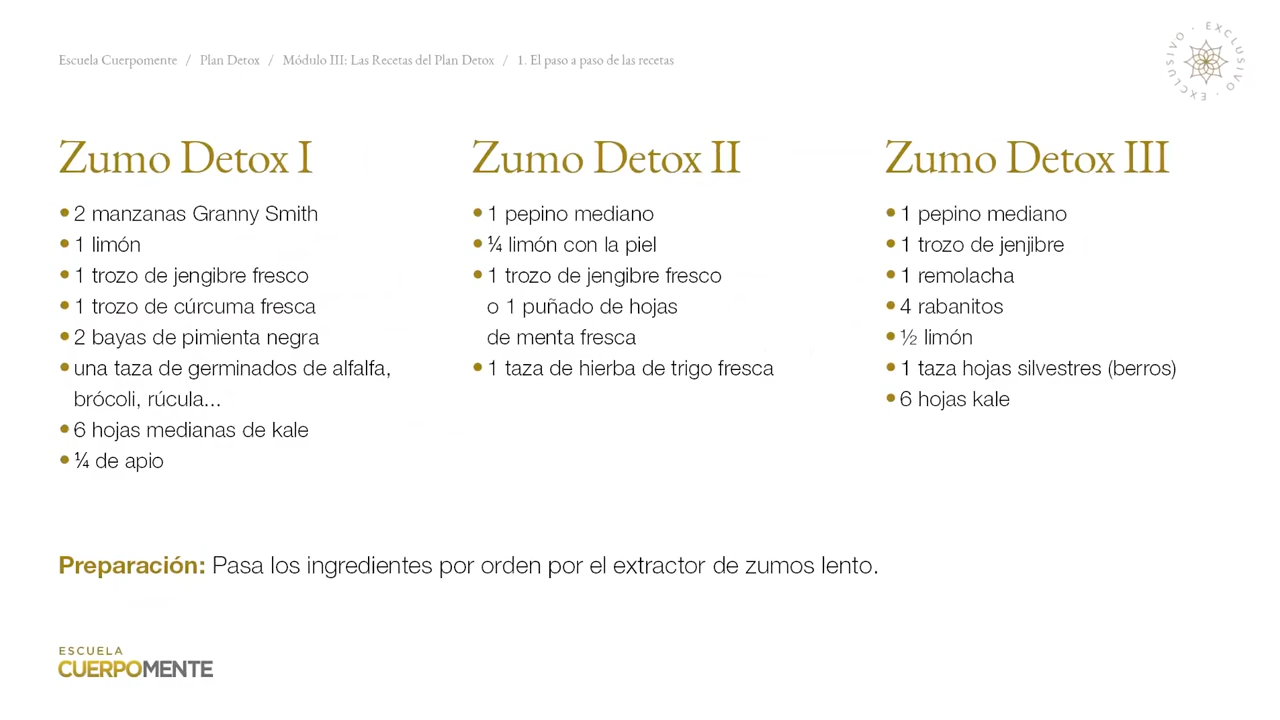 Escuela Cuerpomente / Plan Detox / Módulo III: Las Recetas del Plan Detox / 1. El paso a paso de las recetas
EXCLUSIVO · EXCLUSIVO ·
Zumo Detox I
• 2 manzanas Granny Smith
• 1 limón
• 1 trozo de jengibre fresco
• 1 trozo de cúrcuma fresca
• 2 bayas de pimienta negra
• una taza de germinados de alfalfa,
brócoli, rúcula...
• 6 hojas medianas de kale
• ¼ de apio
Zumo Detox II
• 1 pepino mediano
• ¼ limón con la piel
• 1 trozo de jengibre fresco
o 1 puñado de hojas
de menta fresca
• 1 taza de hierba de trigo fresca
Zumo Detox III
• 1 pepino mediano
• 1 trozo de jenjibre
• 1 remolacha
• 4 rabanitos
• ½ limón
• 1 taza hojas silvestres (berros)
• 6 hojas kale
Preparación: Pasa los ingredientes por orden por el extractor de zumos lento.
ESCUELA
CUERPOMENTE